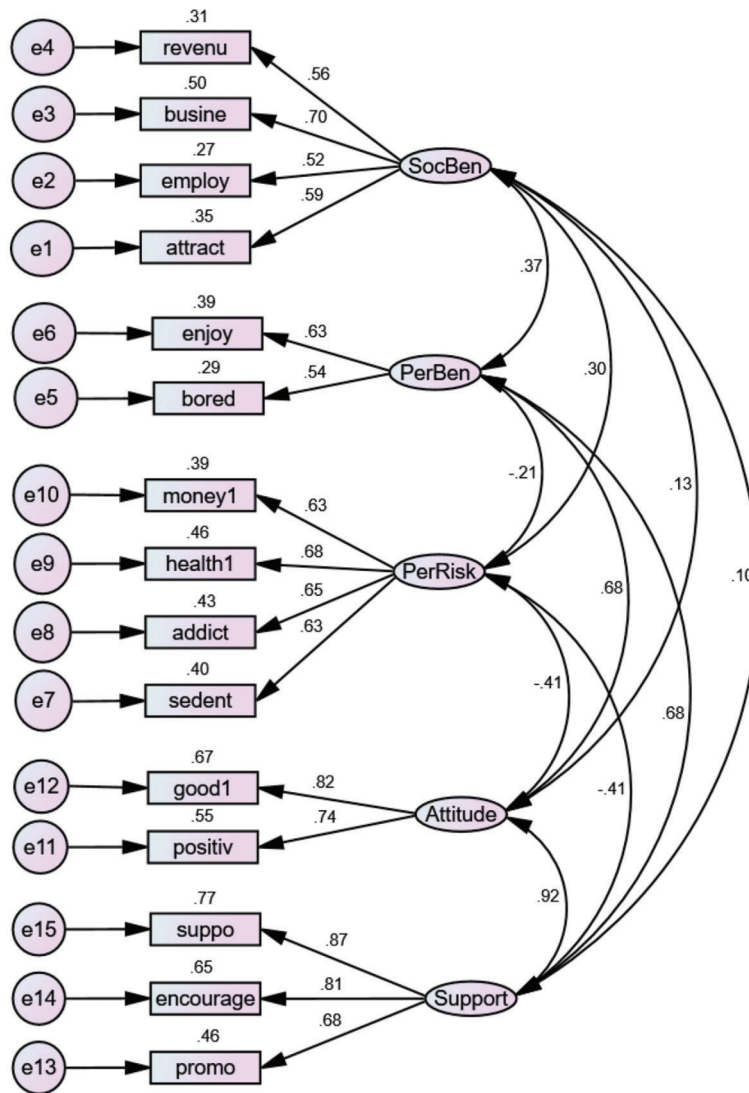 .31
e4 revenu .56
.50
e3 busine .70
.27
e2 employ .52 SocBen
.35 .59
e1 attract
.37
.39
e6 enjoy .63
.29 PerBen .30
e5 bored .54
.39 -.21
e10 money1 .63 .13
.46
e9 health1 .68 PerRisk .10
.43 .65 .68
e8 addict
.40 .63
e7 sedent -.41
.68
.67
e12 good1 .82 -.41
.55 Attitude
e11 positiv .74
.77 .92
e15 suppo .87
.65
e14 encourage .81 Support
.46 .68
e13 promo